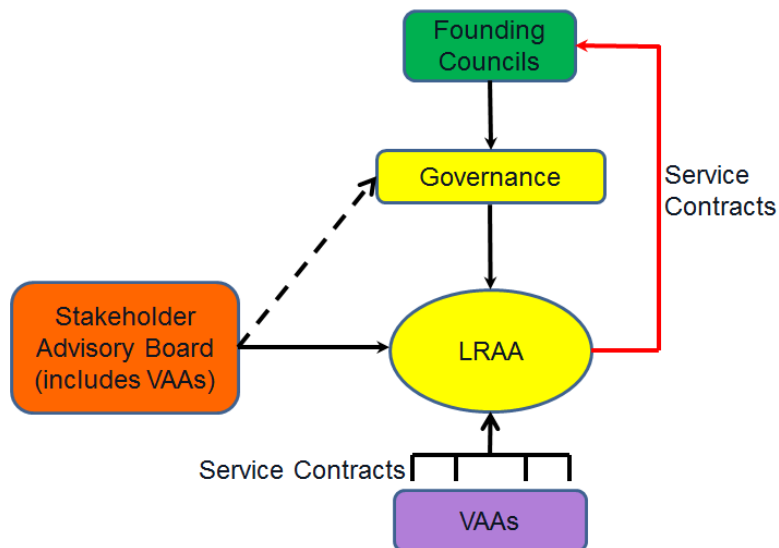 Founding
Councils
Governance
Service
Contracts
Stakeholder
Advisory Board
(includes VAAs)
LRAA
Service Contracts
VAAs